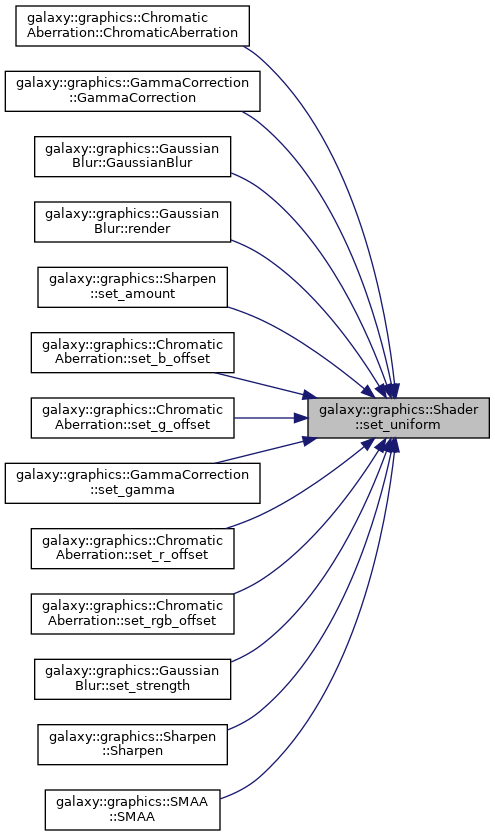 galaxy::graphics::Chromatic
Aberration::ChromaticAberration
galaxy::graphics::GammaCorrection
::GammaCorrection
galaxy::graphics::Gaussian
Blur::GaussianBlur
galaxy::graphics::Gaussian
Blur::render
galaxy::graphics::Sharpen
::set_amount
galaxy::graphics::Chromatic
Aberration::set_b_offset
galaxy::graphics::Chromatic
Aberration::set_g_offset
galaxy::graphics::GammaCorrection
::set_gamma
galaxy::graphics::Chromatic
Aberration::set_r_offset
galaxy::graphics::Chromatic
Aberration::set_rgb_offset
galaxy::graphics::Gaussian
Blur::set_strength
galaxy::graphics::Sharpen
::Sharpen
galaxy::graphics::SMAA
::SMAA
galaxy::graphics::Shader
::set_uniform